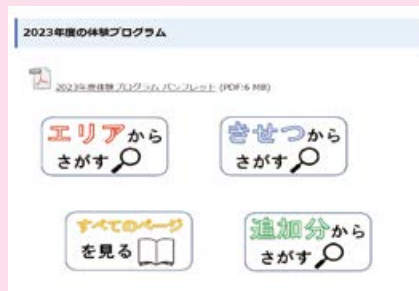 2023年度の体験プログラム
2023年度体験プログラム パンフレット (PDF:6 MB)
エリアから
さがす
きせつから
さがす
すべてのページ
を見る
追加分から
さがす